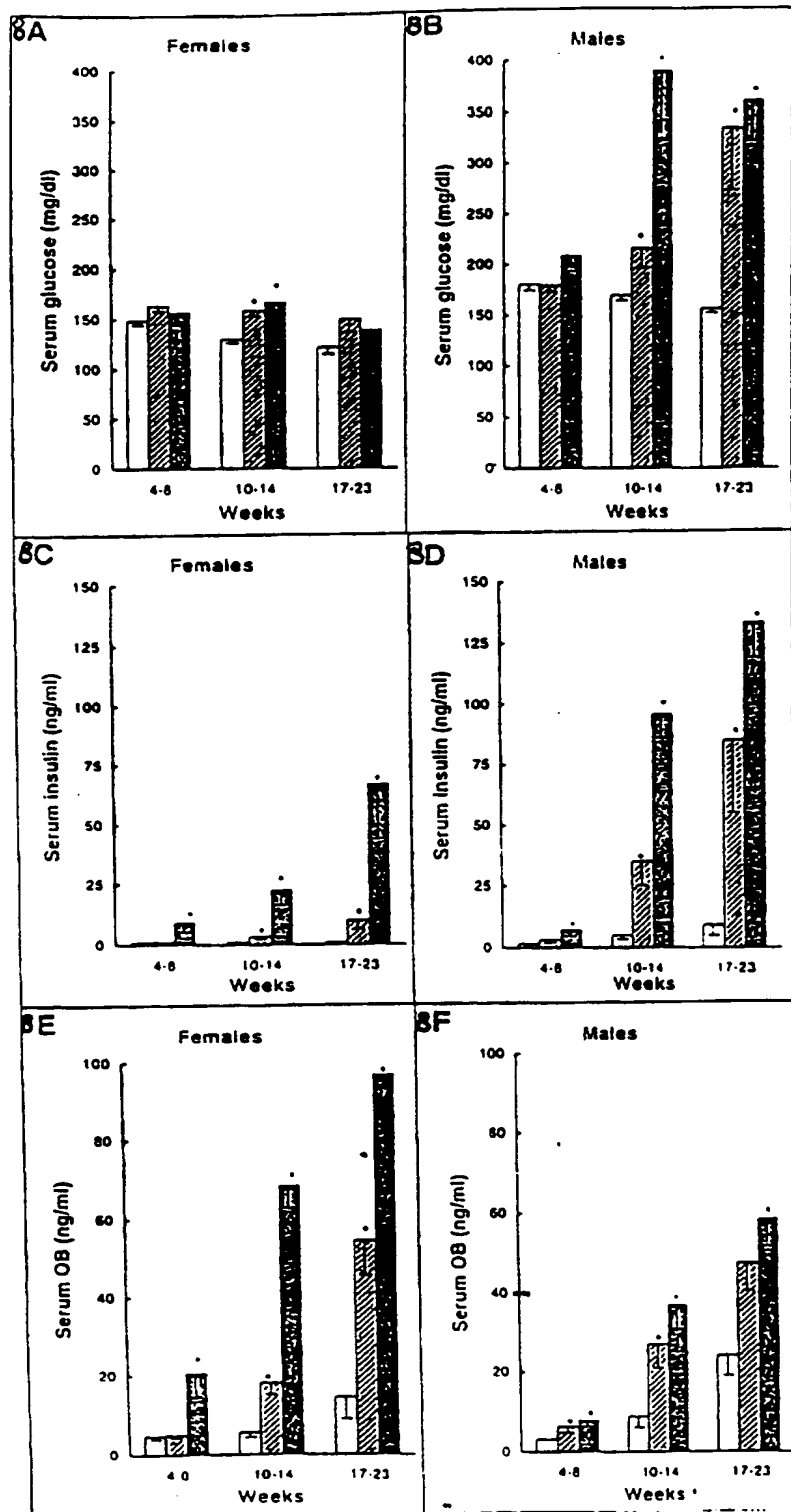 8A
Females
Serum glucose (mg/dl)
400
350
300
250
200
150
100
50
0
4-8
10-14
17-23
Weeks
8B
Males
Serum glucose (mg/dl)
400
350
300
250
200
150
100
50
0
4-8
10-14
17-23
Weeks
8C
Females
Serum insulin (ng/ml)
150
125
100
75
50
25
0
4-8
10-14
17-23
Weeks
8D
Males
Serum insulin (ng/ml)
150
125
100
75
50
25
0
4-8
10-14
17-23
Weeks
8E
Females
Serum OB (ng/ml)
100
80
60
40
20
0
4-0
10-14
17-23
Weeks
8F
Males
Serum OB (ng/ml)
100
80
60
40
20
0
4-8
10-14
17-23
Weeks